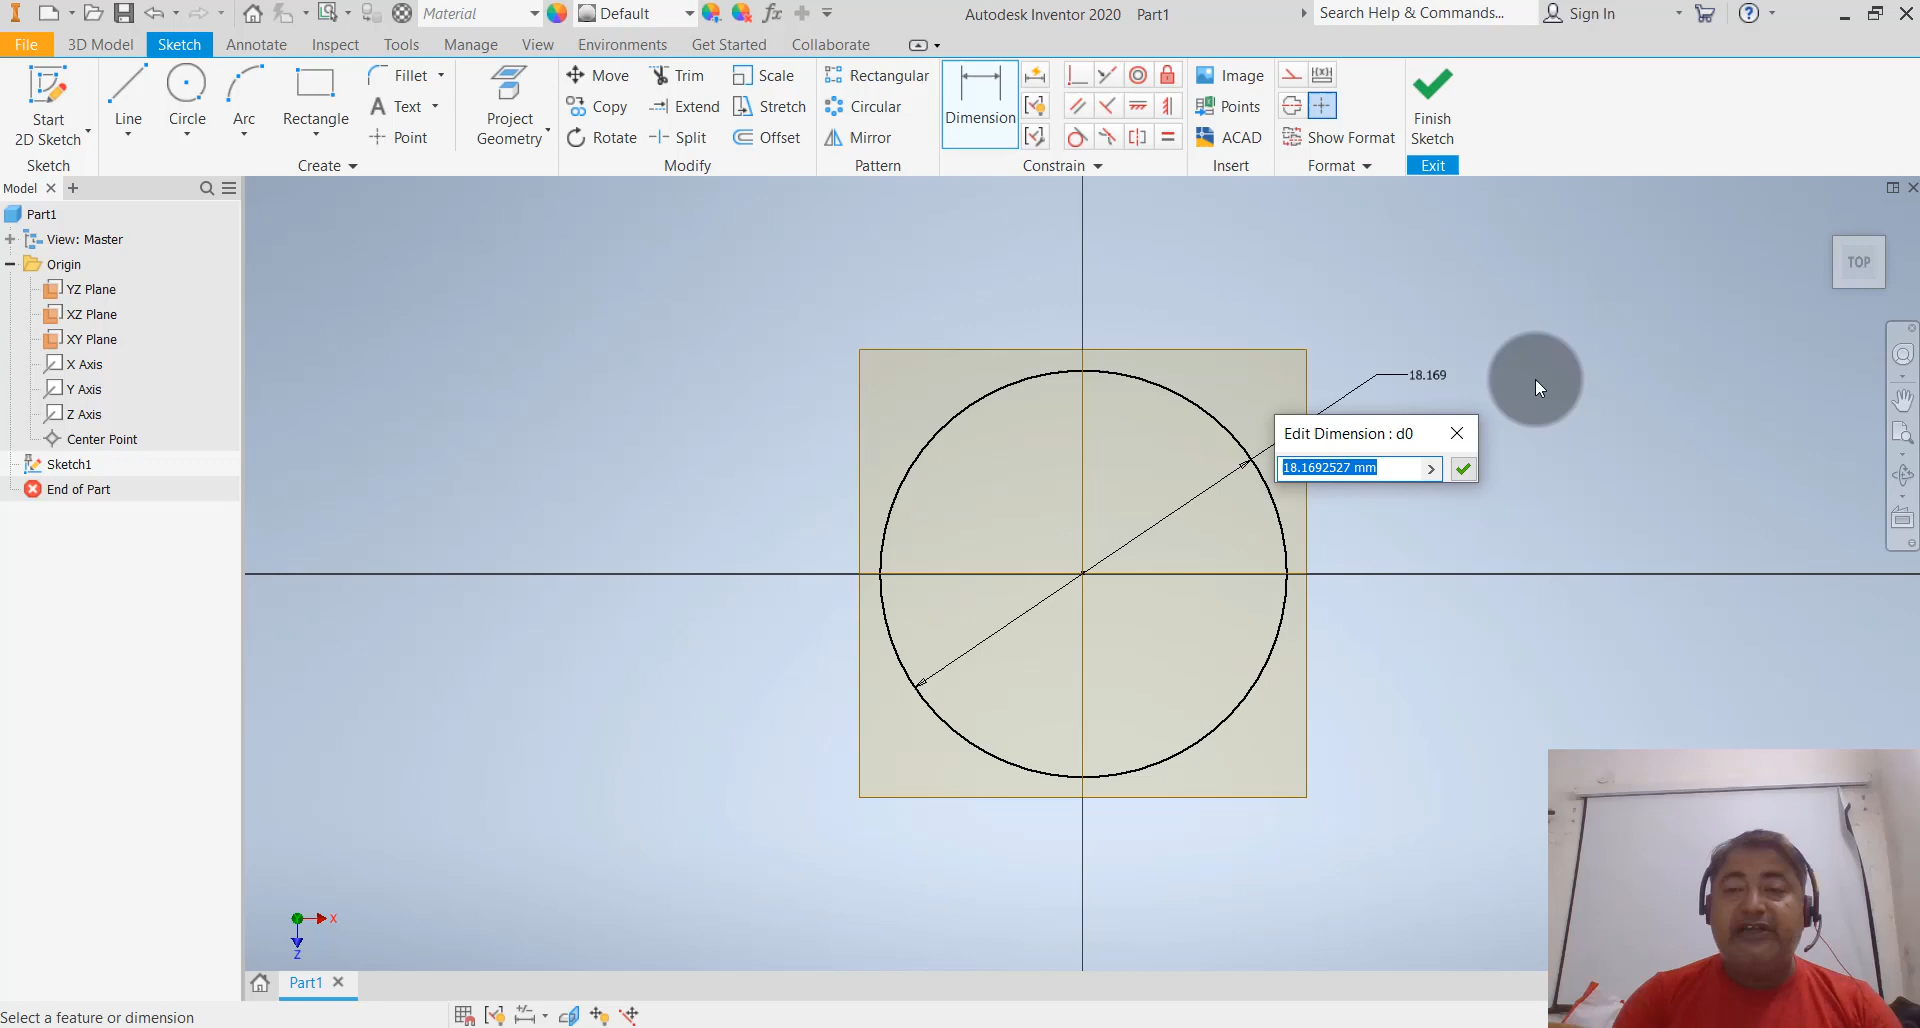 Material
Default
Autodesk Inventor 2020 Part1
Search Help & Commands...
Sign In
File
3D Model
Sketch
Annotate
Inspect
Tools
Manage
View
Environments
Get Started
Collaborate
Start
2D Sketch
Line
Circle
Arc
Rectangle
Fillet
Text
Point
Project
Geometry
Move
Copy
Rotate
Trim
Extend
Split
Scale
Stretch
Offset
Rectangular
Circular
Mirror
Dimension
Image
Points
ACAD
Show Format
Finish
Sketch
Sketch
Create
Modify
Pattern
Constrain
Insert
Format
Exit
Model
Part1
View: Master
Origin
YZ Plane
XZ Plane
XY Plane
X Axis
Y Axis
Z Axis
Center Point
Sketch1
End of Part
TOP
18.169
Edit Dimension : d0
18.1692527 mm
X
Z
Part1
Select a feature or dimension